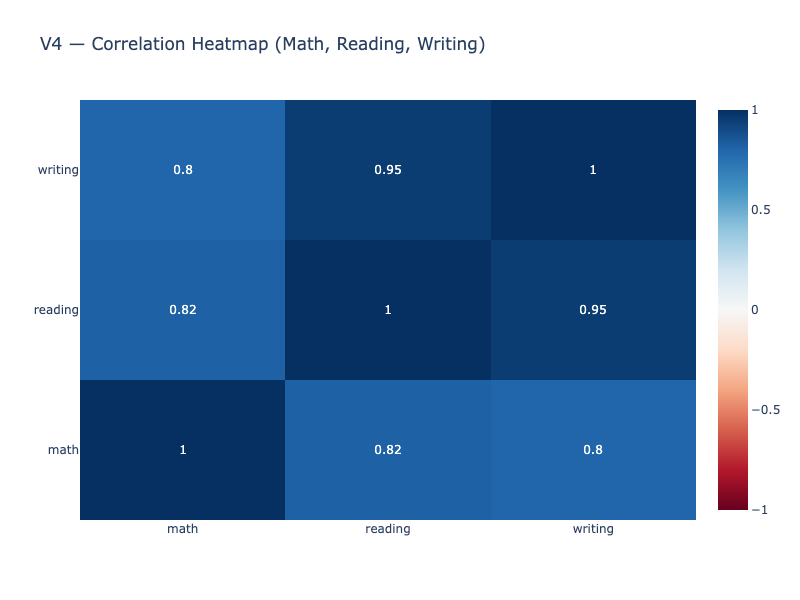 V4 — Correlation Heatmap (Math, Reading, Writing)
writing 0.8 0.95 1
reading 0.82 1 0.95
math 1 0.82 0.8
math reading writing
1
0.5
0
−0.5
−1